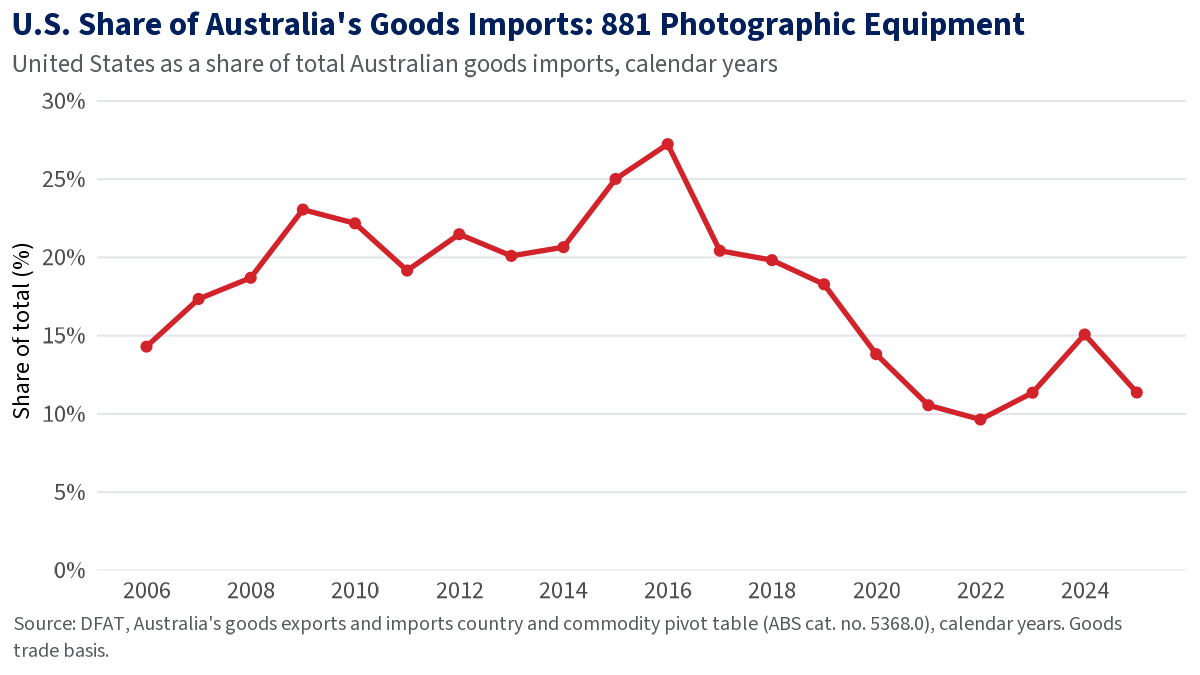 U.S. Share of Australia's Goods Imports: 881 Photographic Equipment
United States as a share of total Australian goods imports, calendar years
Share of total (%)
30%
25%
20%
15%
10%
5%
0%
2006 2008 2010 2012 2014 2016 2018 2020 2022 2024
Source: DFAT, Australia's goods exports and imports country and commodity pivot table (ABS cat. no. 5368.0), calendar years. Goods
trade basis.